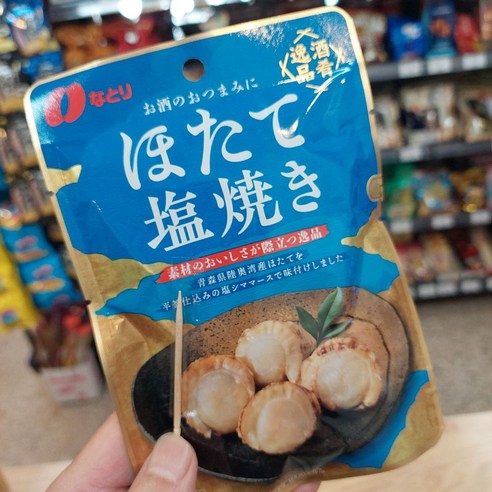 なとり
酒肴
逸品
お酒のおつまみに
ほたて
塩焼き
素材のおいしさが際立つ逸品
青森県陸奥湾産ほたてを
平釜仕込みの塩シママースで味付けしました